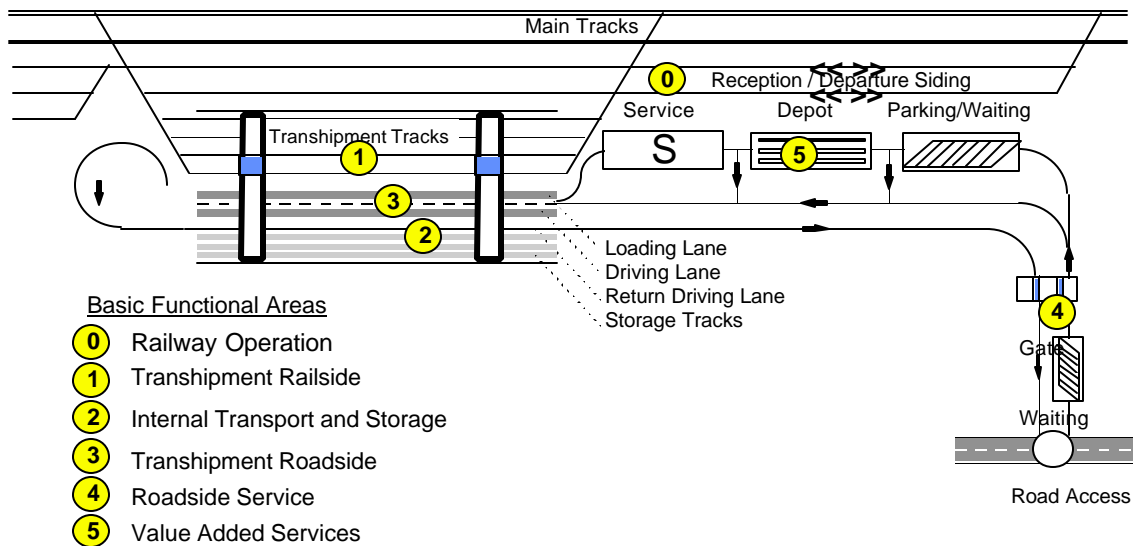 Main Tracks
0 Reception / Departure Siding
Service Depot Parking/Waiting
Transhipment Tracks
S
5
1
3
2
Loading Lane
Driving Lane
Return Driving Lane
Storage Tracks
4
Gate
Waiting
Road Access
Basic Functional Areas
0 Railway Operation
1 Transhipment Railside
2 Internal Transport and Storage
3 Transhipment Roadside
4 Roadside Service
5 Value Added Services